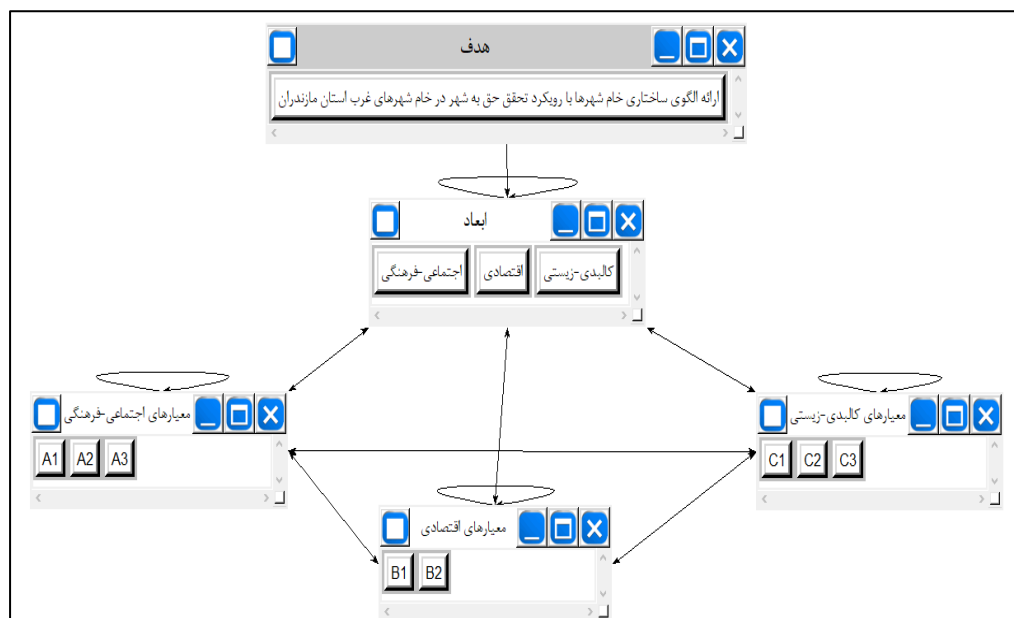 هدف
ارائه الگوی ساختاری خام شهرها با رویکرد تحقق حق به شهر در خام شهرهای غرب استان مازندران
ابعاد
کالبدی-زیستی اقتصادی اجتماعی-فرهنگی
معیارهای کالبدی-زیستی
C1 C2 C3
معیارهای اجتماعی-فرهنگی
A1 A2 A3
معیارهای اقتصادی
B1 B2